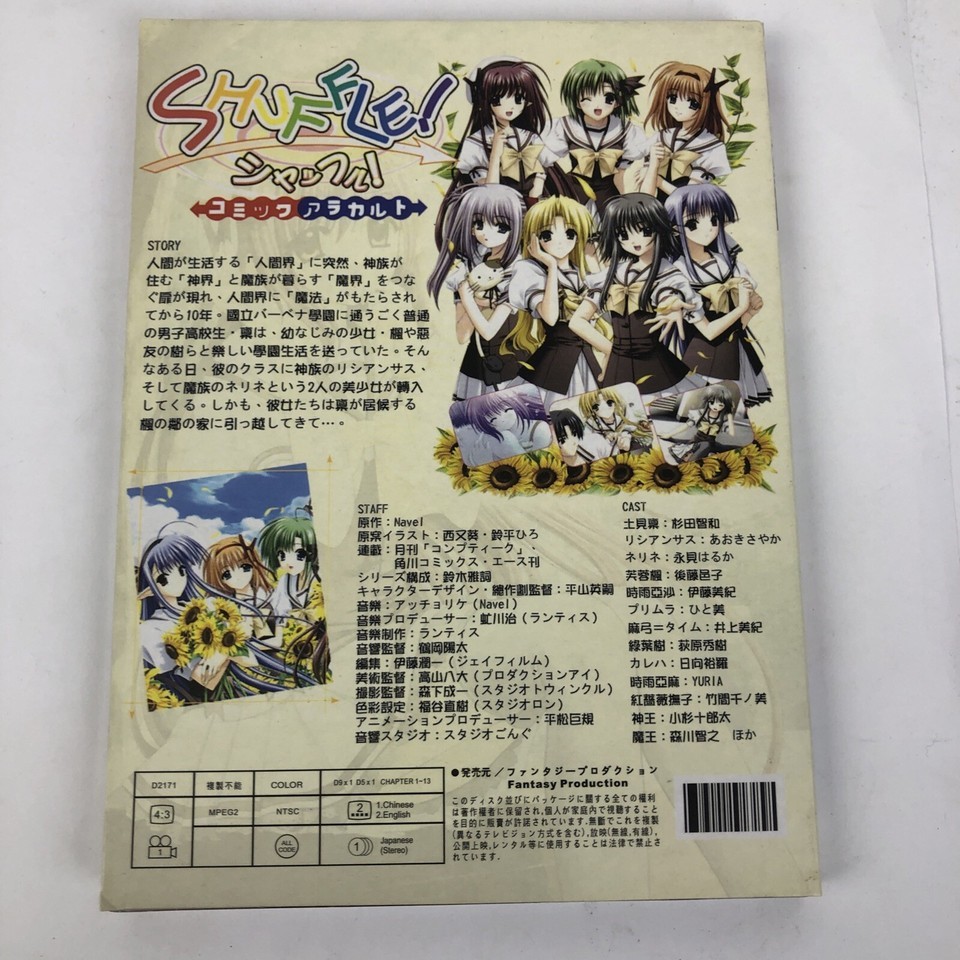 SHUFFLE!
シャッフル!
コミックアラカルト
STORY
人間が生活する「人間界」に突然、神族が
住む「神界」と魔族が暮らす「魔界」をつな
ぐ扉が現れ、人間界に「魔法」がもたらされ
てから10年。國立バーベナ學園に通うごく普通
の男子高校生・稟は、幼なじみの少女・楓や惡
友の樹らと樂しい學園生活を送っていた。そん
なある日、彼のクラスに神族のリシアンサス、
そして魔族のネリネという2人の美少女が轉入
してくる。しかも、彼女たちは稟が居候する
楓の鄰の家に引っ越してきて…。
STAFF
原作：Navel
原案イラスト：西又葵・鈴平ひろ
連載：月刊「コンプティーク」、
角川コミックス・エース刊
シリーズ構成：鈴木雅詞
キャラクターデザイン・總作劃監督：平山英嗣
音樂：アッチョリケ(Navel)
音樂プロデューサー：虻川治(ランティス)
音樂制作：ランティス
音響監督：鶴岡陽太
編集：伊藤潤一(ジェイフィルム)
美術監督：高山八大(プロダクションアイ)
撮影監督：森下成一(スタジオトウィンクル)
色彩設定：福谷直樹(スタジオロン)
アニメーションプロデューサー：平松巨規
音響スタジオ：スタジオごんぐ
CAST
土見稟：杉田智和
リシアンサス：あおきさやか
ネリネ：永見はるか
芙蓉楓：後藤邑子
時雨亞沙：伊藤美紀
プリムラ：ひと美
麻弓=タイム：井上美紀
綠葉樹：荻原秀樹
カレハ：日向裕羅
時雨亞麻：YURIA
紅薔薇撫子：竹間千ノ美
神王：小杉十郎太
魔王：森川智之 ほか
D2171 複製不能 COLOR D9x1 D5x1 CHAPTER 1~13
4:3 MPEG2 NTSC 2 1.Chinese
2.English
1 ALL CODE 1 Japanese
(Stereo)
●発売元/ファンタジープロダクション
Fantasy Production
このディスク並びにパッケージに關する全ての權利
は著作權者に保留され,個人が家庭内で視聽すること
を目的に販賣が許諾されています.無斷でこれを複製
(異なるテレビジョン方式を含む),放映(無線,有線),
公開上映,レンタル等に使用することは法律で禁止さ
れています.